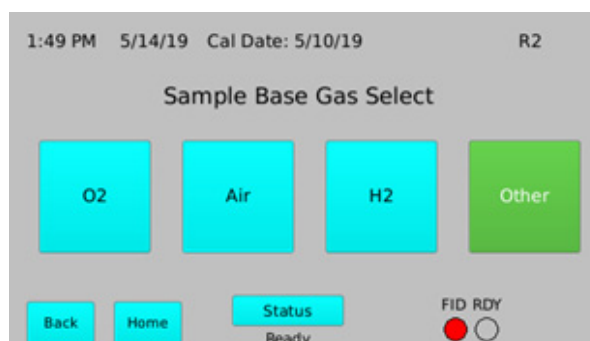 1:49 PM 5/14/19 Cal Date: 5/10/19 R2
Sample Base Gas Select
O2 Air H2 Other
Back Home Status FID RDY
Ready